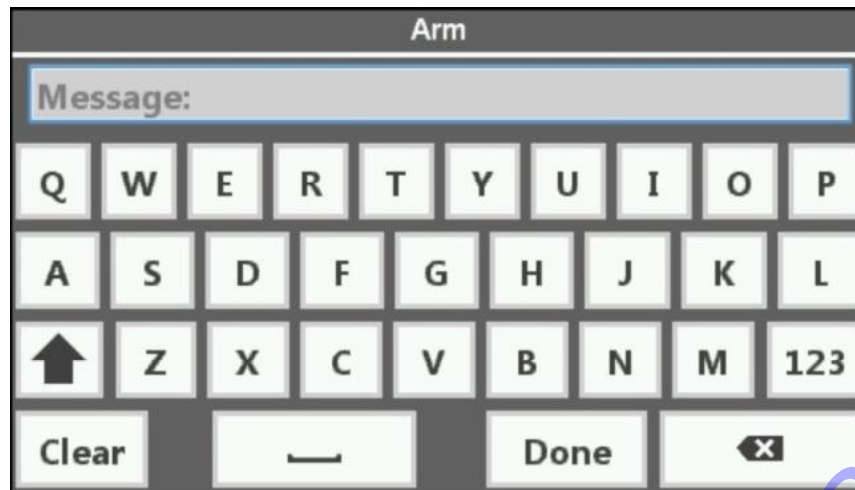 Arm
Message:
Q W E R T Y U I O P
A S D F G H J K L
Z X C V B N M 123
Clear Done